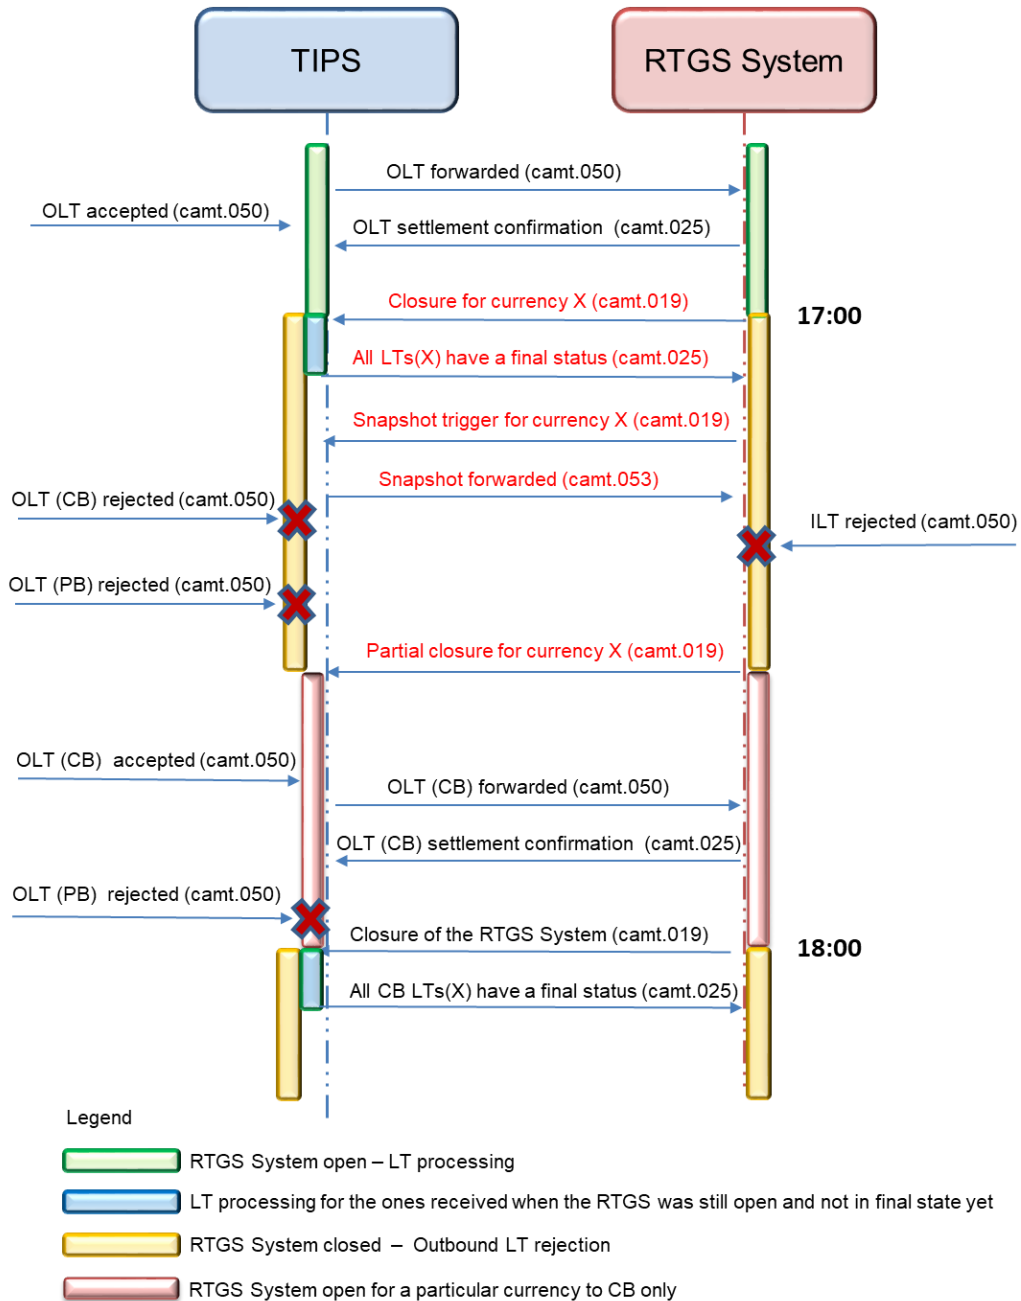 TIPS
RTGS System
OLT forwarded (camt.050)
OLT accepted (camt.050)
OLT settlement confirmation (camt.025)
Closure for currency X (camt.019)
17:00
All LTs(X) have a final status (camt.025)
Snapshot trigger for currency X (camt.019)
Snapshot forwarded (camt.053)
OLT (CB) rejected (camt.050)
ILT rejected (camt.050)
OLT (PB) rejected (camt.050)
Partial closure for currency X (camt.019)
OLT (CB) accepted (camt.050)
OLT (CB) forwarded (camt.050)
OLT (CB) settlement confirmation (camt.025)
OLT (PB) rejected (camt.050)
Closure of the RTGS System (camt.019)
18:00
All CB LTs(X) have a final status (camt.025)
Legend
RTGS System open – LT processing
LT processing for the ones received when the RTGS was still open and not in final state yet
RTGS System closed – Outbound LT rejection
RTGS System open for a particular currency to CB only